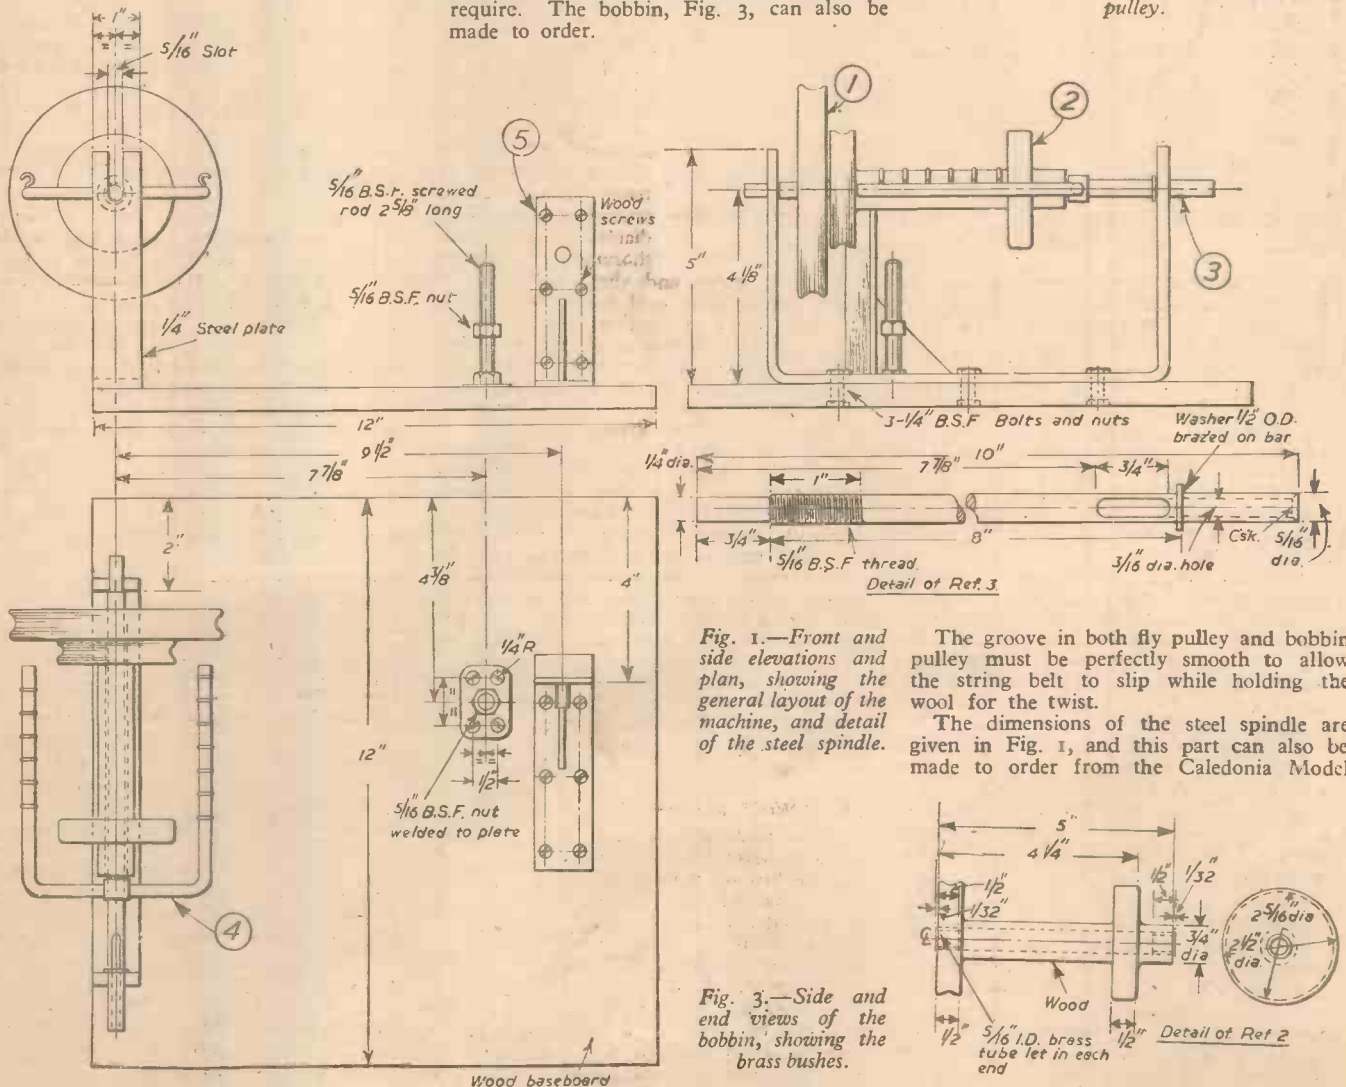 require. The bobbin, Fig. 3, can also be
made to order.
pulley.
1"
= =
5/16" Slot
1/4" Steel plate
5/16 B.S.F. screwed
rod 2 5/8" long
5/16" B.S.F. nut
5
Wood
screws
12"
9 1/2"
7 7/8"
1
2
3
5"
4 1/8"
3-1/4" B.S.F Bolts and nuts
Washer 1/2" O.D.
brazed on bar
10"
1/4" dia.
7 7/8"
3/4"
1"
3/4"
8"
5/16" B.S.F thread.
3/16" dia. hole
C'sk.
5/16"
dia.
Detail of Ref. 3.
2"
4 3/8"
4"
12"
1/4" R
=
=
= =
1/2"
5/16" B.S.F. nut
welded to plate
4
Wood baseboard
Fig. 1.—Front and
side elevations and
plan, showing the
general layout of the
machine, and detail
of the steel spindle.
The groove in both fly pulley and bobbin
pulley must be perfectly smooth to allow
the string belt to slip while holding the
wool for the twist.
The dimensions of the steel spindle are
given in Fig. 1, and this part can also be
made to order from the Caledonia Model
5"
4 1/4"
1/2"
1/32"
1/2"
1/32"
3/4"
dia
2 5/16" dia
2 1/2"
dia.
Wood
1/2"
5/16" I.D. brass
tube let in each
end
1/2"
Detail of Ref 2
Fig. 3.—Side and
end views of the
bobbin, showing the
brass bushes.